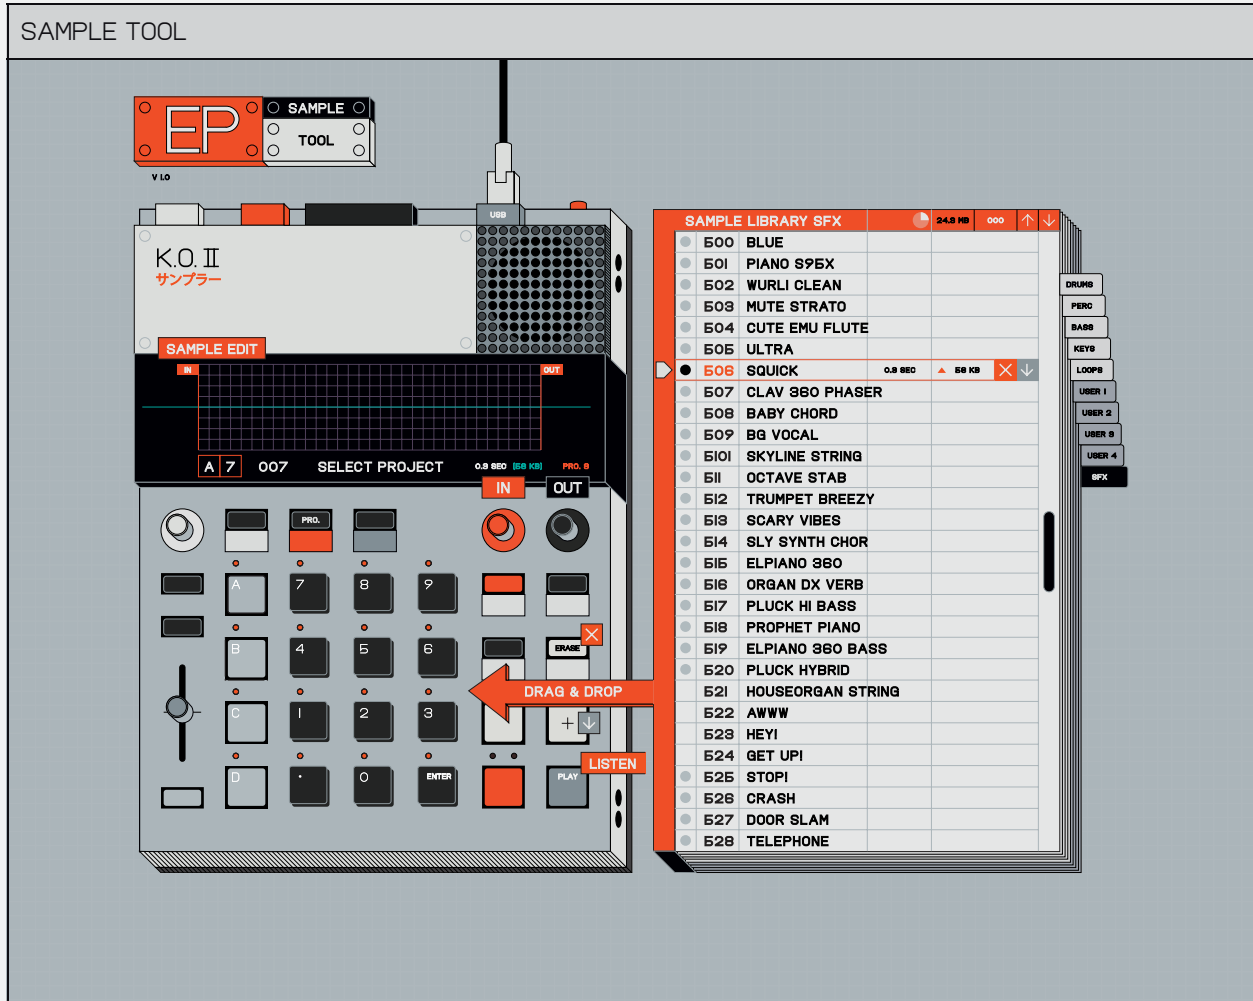 SAMPLE TOOL
EP
SAMPLE
TOOL
V 1.0
USB
K.O. II
サンプラー
SAMPLE EDIT
IN
OUT
A 7 007 SELECT PROJECT 0.3 SEC [56 KB] PRO. 3
IN
OUT
PRO.
A 7 8 9
B 4 5 6
ERASE
C 1 2 3
+
D . 0 ENTER
PLAY
DRAG & DROP
LISTEN
SAMPLE LIBRARY SFX 24.3 MB 000
500 BLUE
501 PIANO S95X
502 WURLI CLEAN
503 MUTE STRATO
504 CUTE EMU FLUTE
505 ULTRA
506 SQUICK 0.3 SEC 56 KB
507 CLAV 360 PHASER
508 BABY CHORD
509 BG VOCAL
5101 SKYLINE STRING
511 OCTAVE STAB
512 TRUMPET BREEZY
513 SCARY VIBES
514 SLY SYNTH CHOR
515 ELPIANO 360
516 ORGAN DX VERB
517 PLUCK HI BASS
518 PROPHET PIANO
519 ELPIANO 360 BASS
520 PLUCK HYBRID
521 HOUSEORGAN STRING
522 AWWW
523 HEY!
524 GET UP!
525 STOP!
526 CRASH
527 DOOR SLAM
528 TELEPHONE
DRUMS
PERC
BASS
KEYS
LOOPS
USER 1
USER 2
USER 3
USER 4
SFX